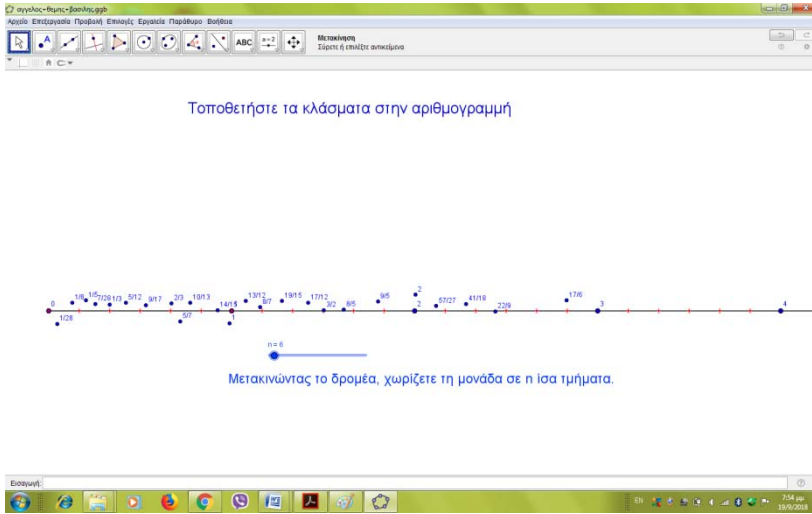 αγγελος+θεμης+βασιλης.ggb
Αρχείο Επεξεργασία Προβολή Επιλογές Εργαλεία Παράθυρο Βοήθεια
ABC a=2 Μετακίνηση
Σύρετε ή επιλέξτε αντικείμενα
Τοποθετήστε τα κλάσματα στην αριθμογραμμή
0 1/6 1/5 7/29 1/3 5/12 9/17 2/3 10/13 14/15 13/12 8/7 19/15 17/12 3/2 8/5 9/5 2 2 57/27 41/18 22/9 17/6 3 4
1/28 5/7 1
n = 6
Μετακινώντας το δρομέα, χωρίζετε τη μονάδα σε n ίσα τμήματα.
Εισαγωγή:
EN 7:54 μμ
19/9/2018